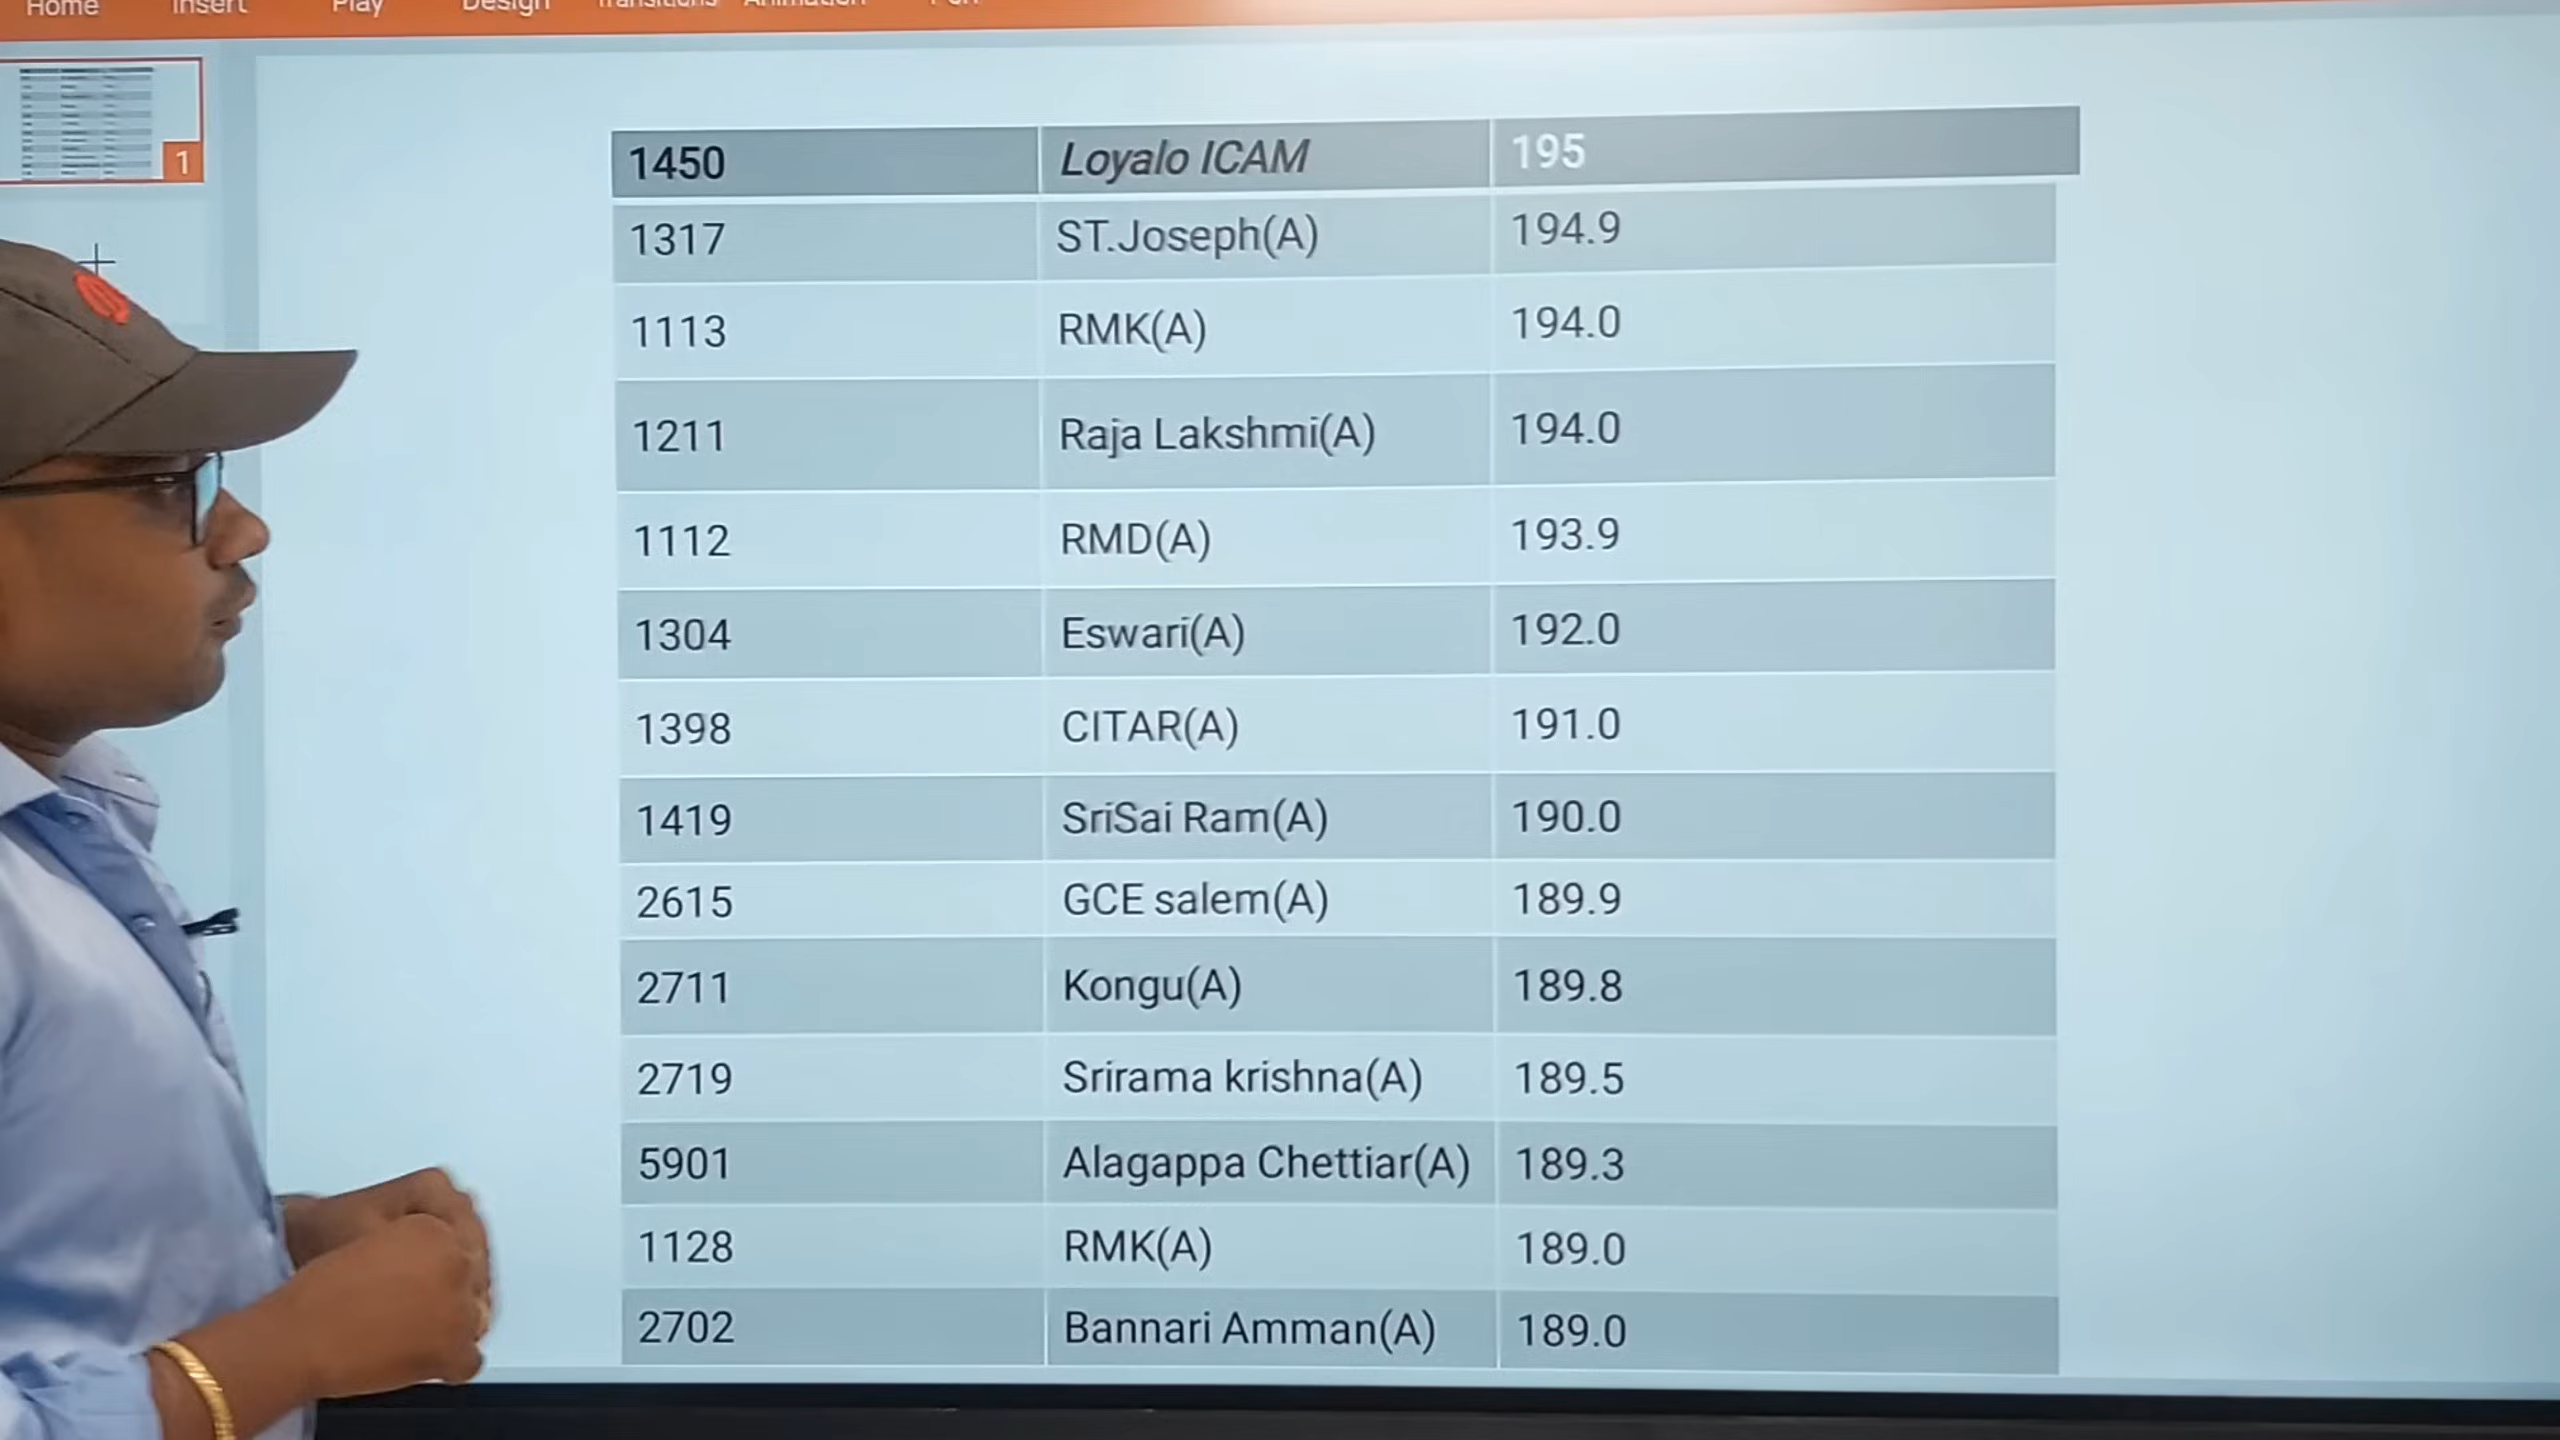 Home Insert Play Design Transitions Animation
1
1450 Loyalo ICAM 195
1317 ST.Joseph(A) 194.9
1113 RMK(A) 194.0
1211 Raja Lakshmi(A) 194.0
1112 RMD(A) 193.9
1304 Eswari(A) 192.0
1398 CITAR(A) 191.0
1419 SriSai Ram(A) 190.0
2615 GCE salem(A) 189.9
2711 Kongu(A) 189.8
2719 Srirama krishna(A) 189.5
5901 Alagappa Chettiar(A) 189.3
1128 RMK(A) 189.0
2702 Bannari Amman(A) 189.0